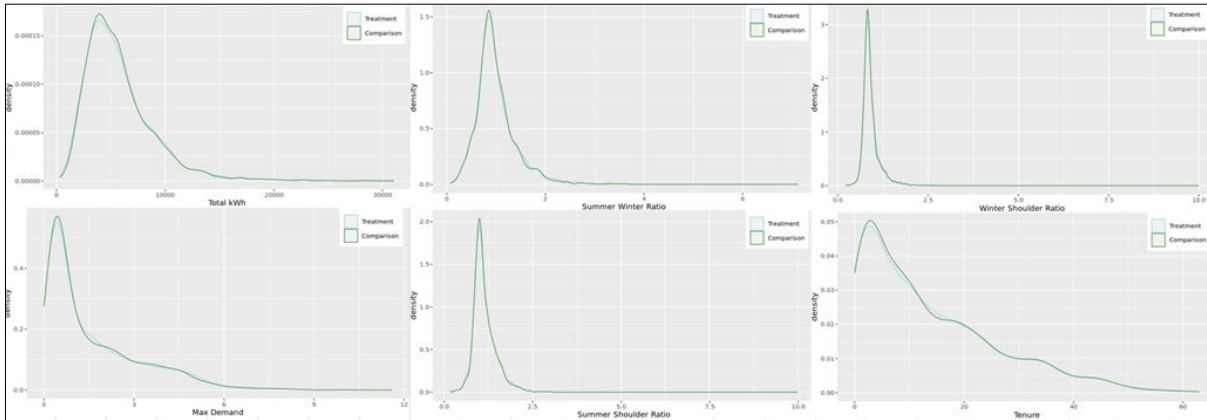 density
0.00015
0.00010
0.00005
0.00000
0
10000
20000
30000
Total kWh
Treatment
Comparison
density
1.5
1.0
0.5
0.0
0
2
4
6
Summer Winter Ratio
Treatment
Comparison
density
3
2
1
0
0.0
2.5
5.0
7.5
10.0
Winter Shoulder Ratio
Treatment
Comparison
density
0.4
0.2
0.0
0
3
6
9
12
Max Demand
Treatment
Comparison
density
2.0
1.5
1.0
0.5
0.0
0.0
2.5
5.0
7.5
10.0
Summer Shoulder Ratio
Treatment
Comparison
density
0.05
0.04
0.03
0.02
0.01
0.00
0
20
40
60
Tenure
Treatment
Comparison